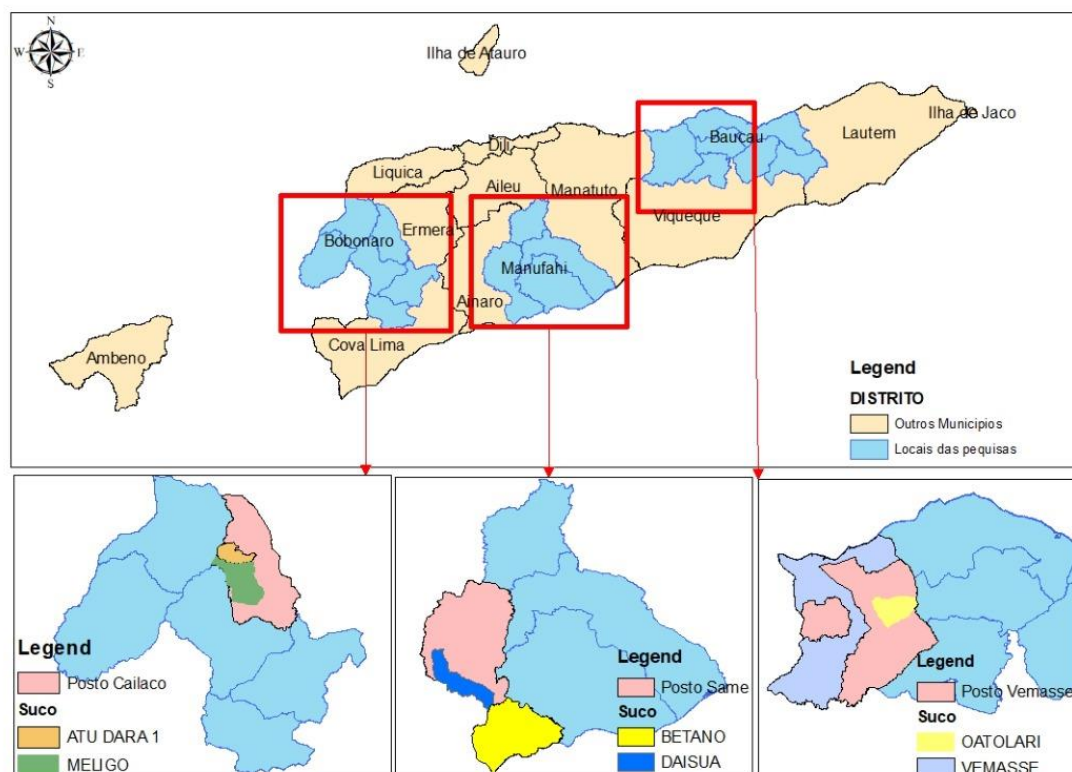 N
W E
S
Ilha de Atauro
Ilha de Jaco
Baucau
Lautem
Dili
Liquica
Aileu
Manatuto
Viqueque
Ermera
Bobonaro
Manufahi
Ainaro
Cova Lima
Ambeno
Legend
DISTRITO
Outros Municipios
Locais das pequisas
Legend
Posto Cailaco
Suco
ATU DARA 1
MELIGO
Legend
Posto Same
Suco
BETANO
DAISUA
Legend
Posto Vemasse
Suco
OATOLARI
VEMASSE